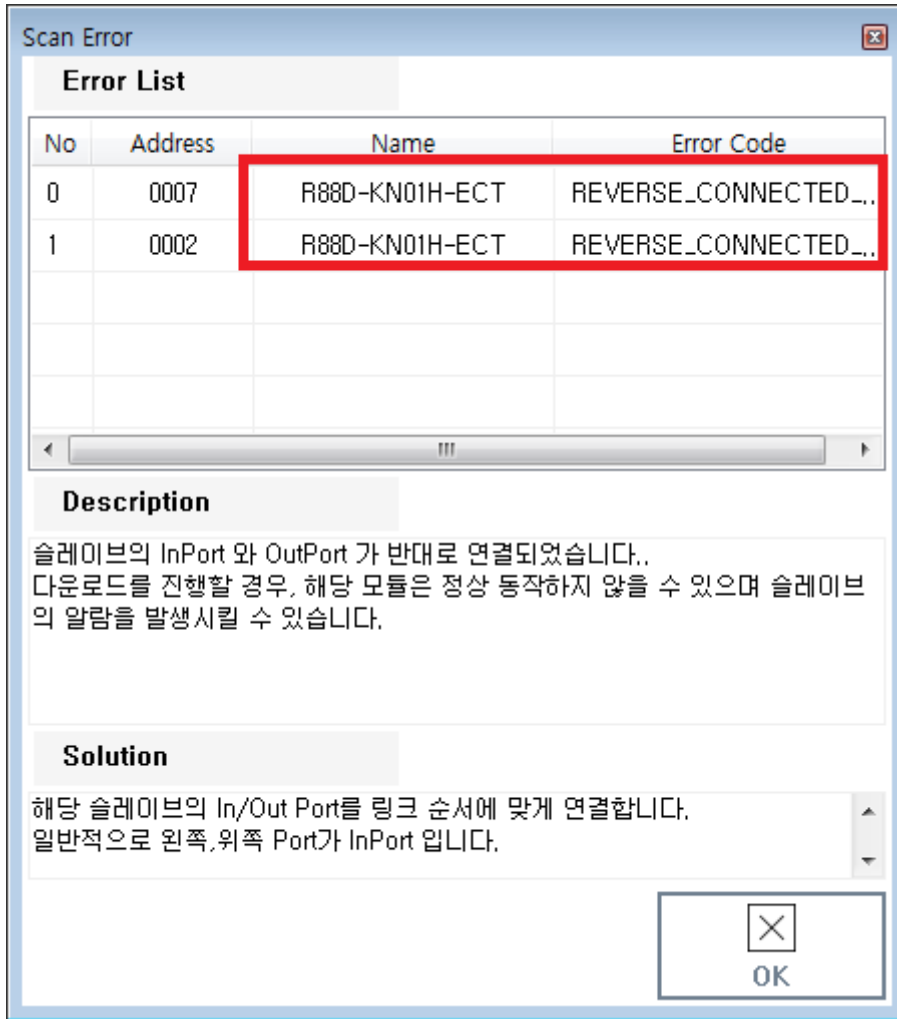 Scan Error
Error List
No Address Name Error Code
0 0007 R88D-KN01H-ECT REVERSE_CONNECTED_,,
1 0002 R88D-KN01H-ECT REVERSE_CONNECTED_,,
Description
슬레이브의 InPort 와 OutPort 가 반대로 연결되었습니다,,
다운로드를 진행할 경우, 해당 모듈은 정상 동작하지 않을 수 있으며 슬레이브
의 알람을 발생시킬 수 있습니다,
Solution
해당 슬레이브의 In/Out Port를 링크 순서에 맞게 연결합니다,
일반적으로 왼쪽,위쪽 Port가 InPort 입니다,
OK